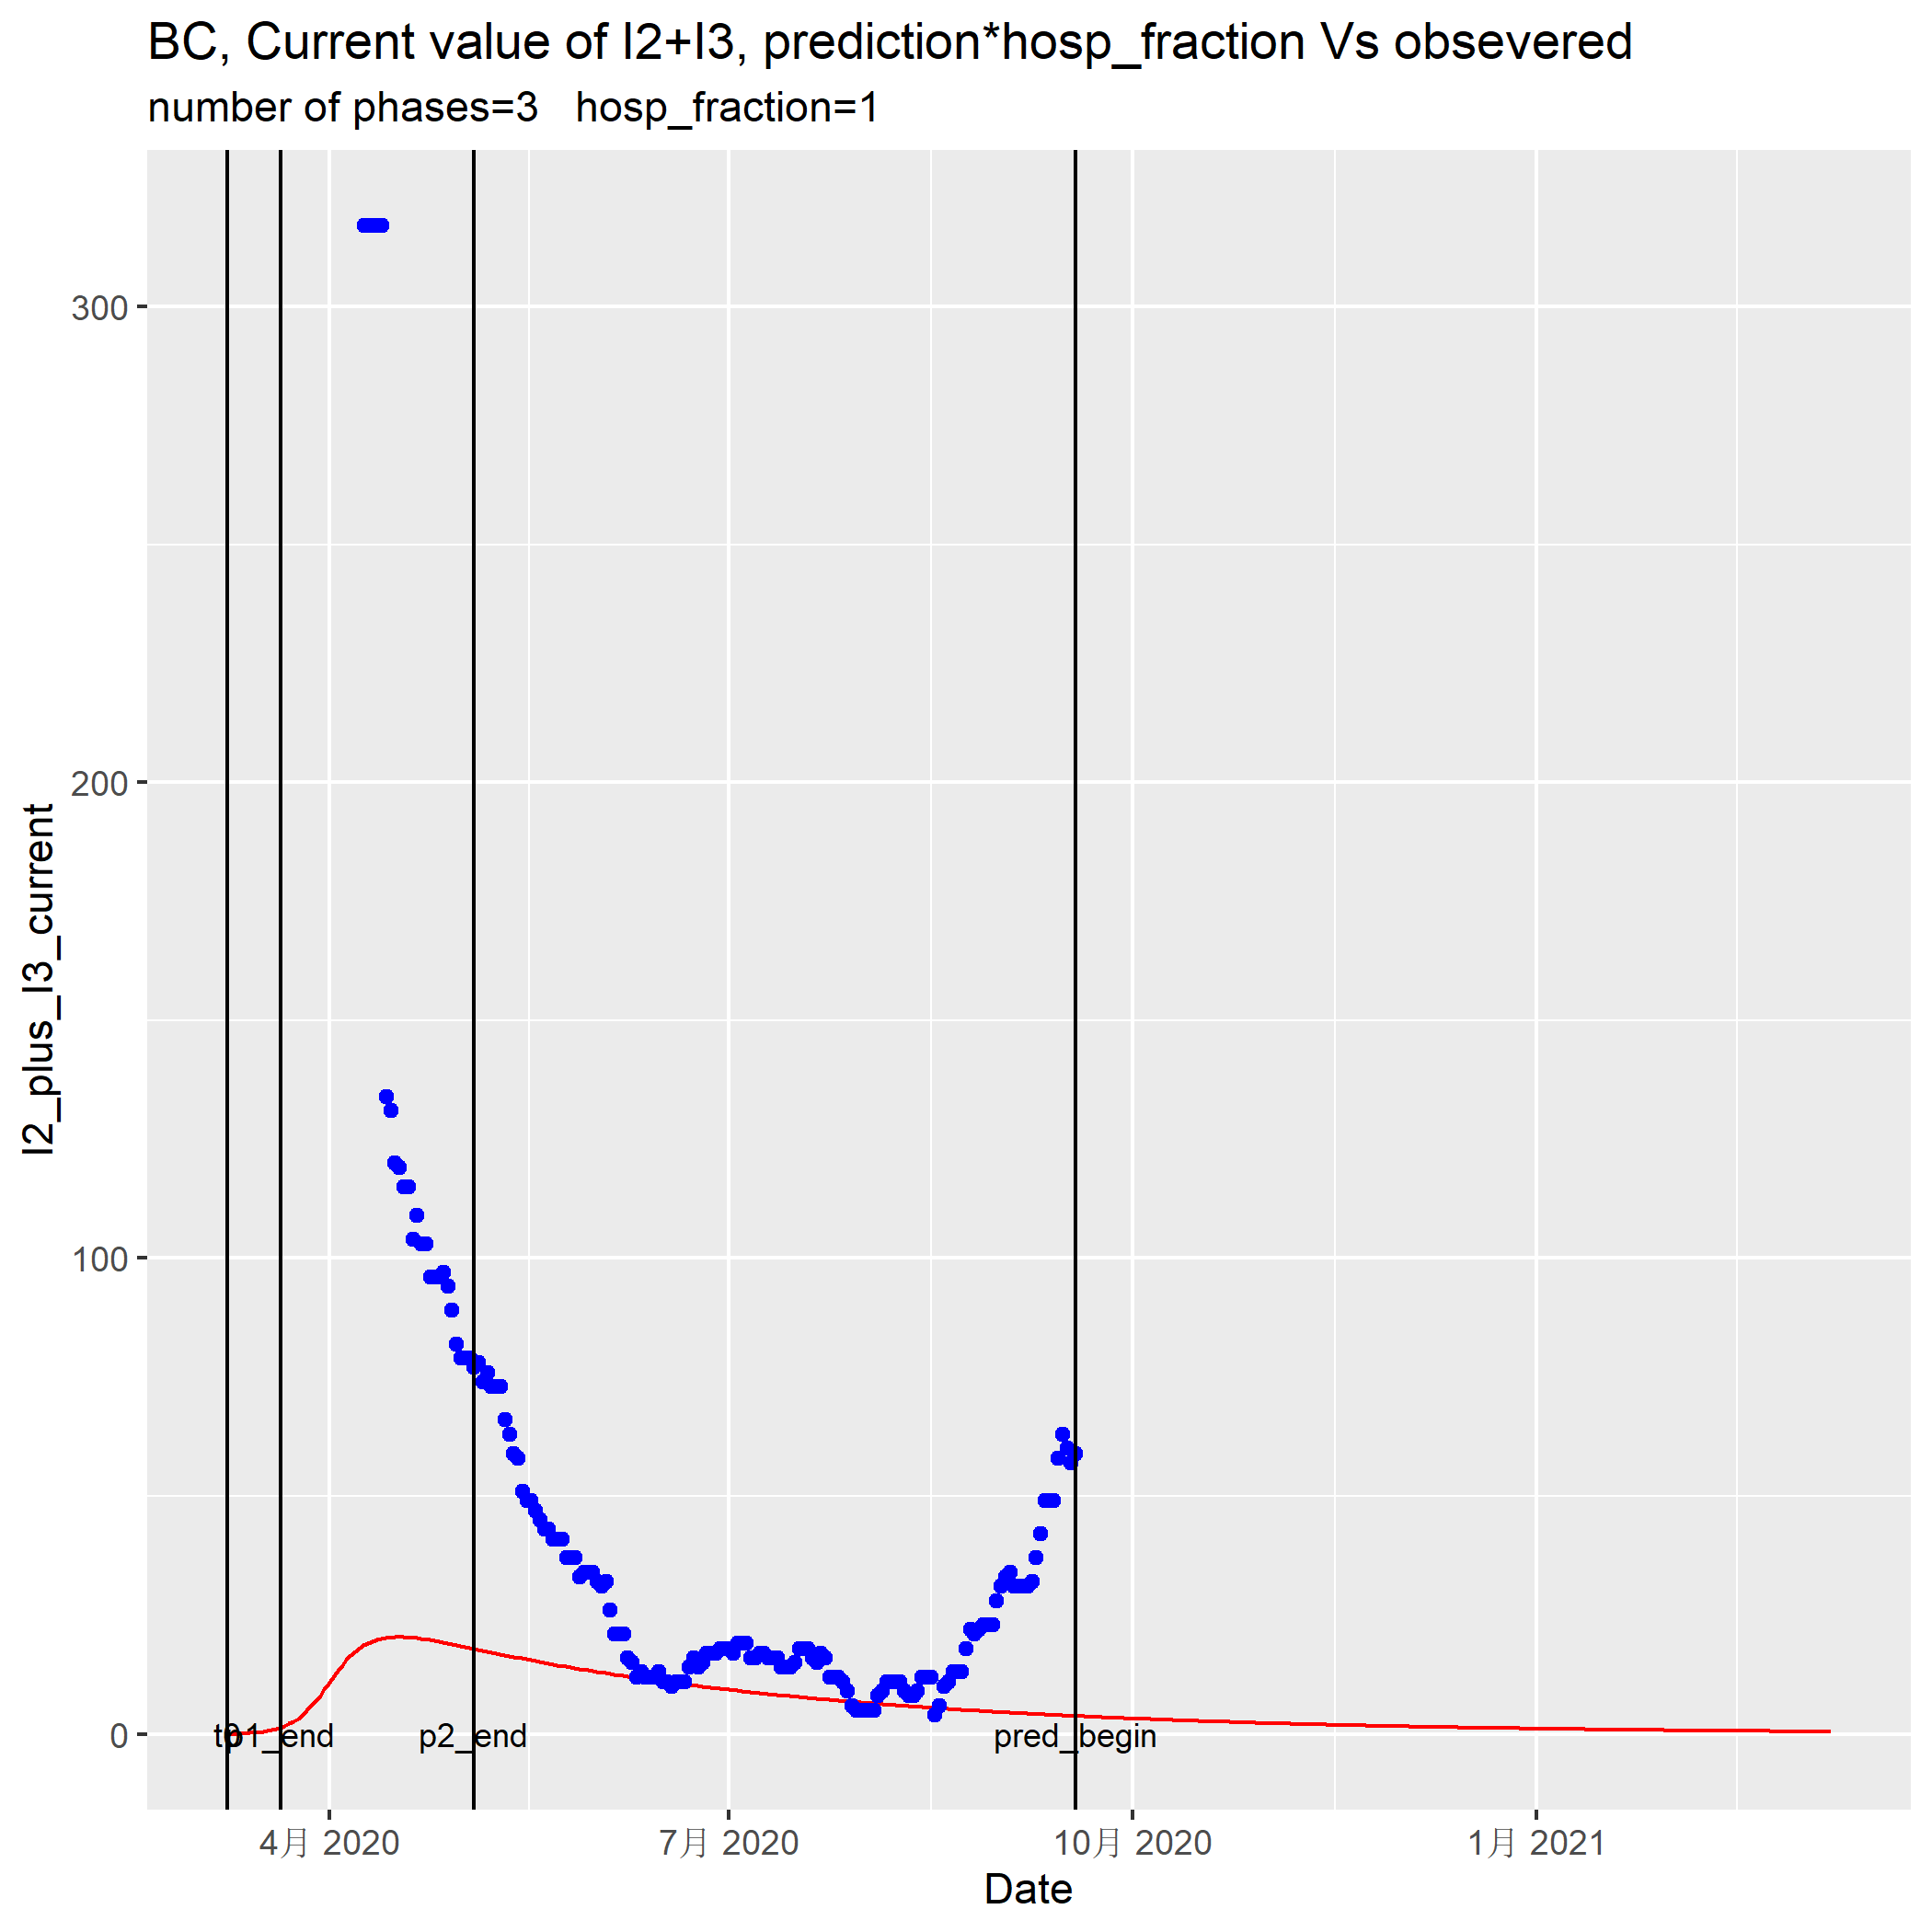 BC, Current value of I2+I3, prediction*hosp_fraction Vs obsevered
number of phases=3   hosp_fraction=1
I2_plus_I3_current
300
200
100
0
t0
p1_end
p2_end
pred_begin
4月 2020
7月 2020
10月 2020
1月 2021
Date